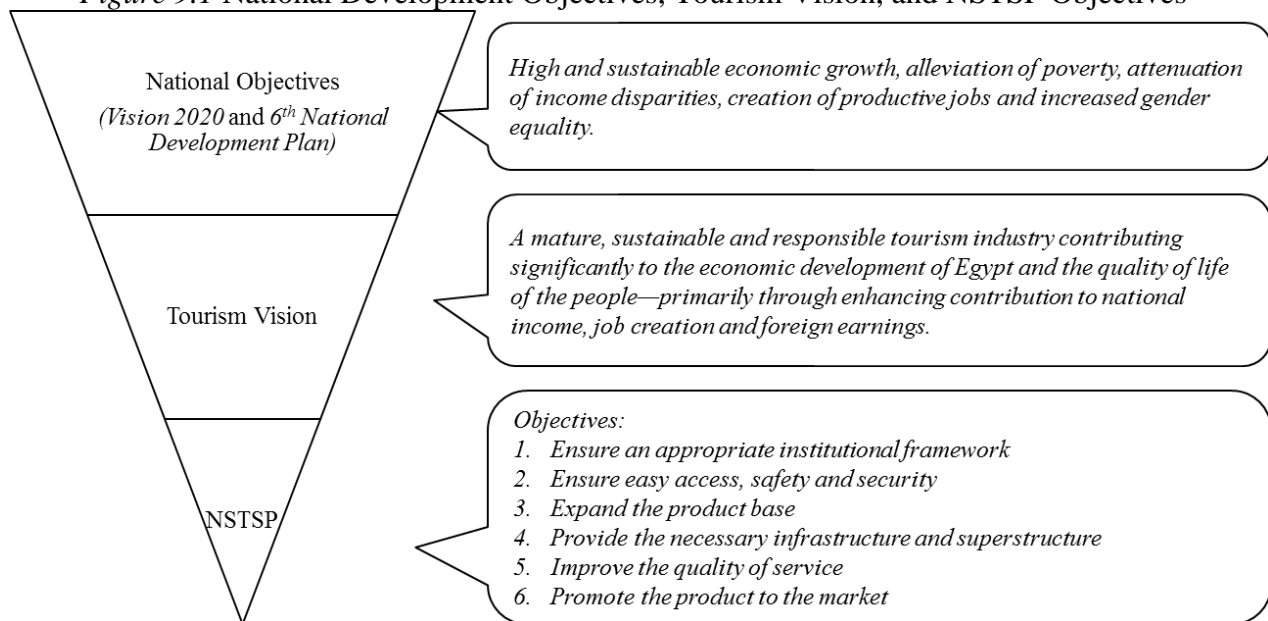 Figure 9.1 National Development Objectives, Tourism Vision, and NSTSP Objectives
National Objectives
(Vision 2020 and 6th National
Development Plan)
High and sustainable economic growth, alleviation of poverty, attenuation
of income disparities, creation of productive jobs and increased gender
equality.
Tourism Vision
A mature, sustainable and responsible tourism industry contributing
significantly to the economic development of Egypt and the quality of life
of the people—primarily through enhancing contribution to national
income, job creation and foreign earnings.
NSTSP
Objectives:
1. Ensure an appropriate institutional framework
2. Ensure easy access, safety and security
3. Expand the product base
4. Provide the necessary infrastructure and superstructure
5. Improve the quality of service
6. Promote the product to the market